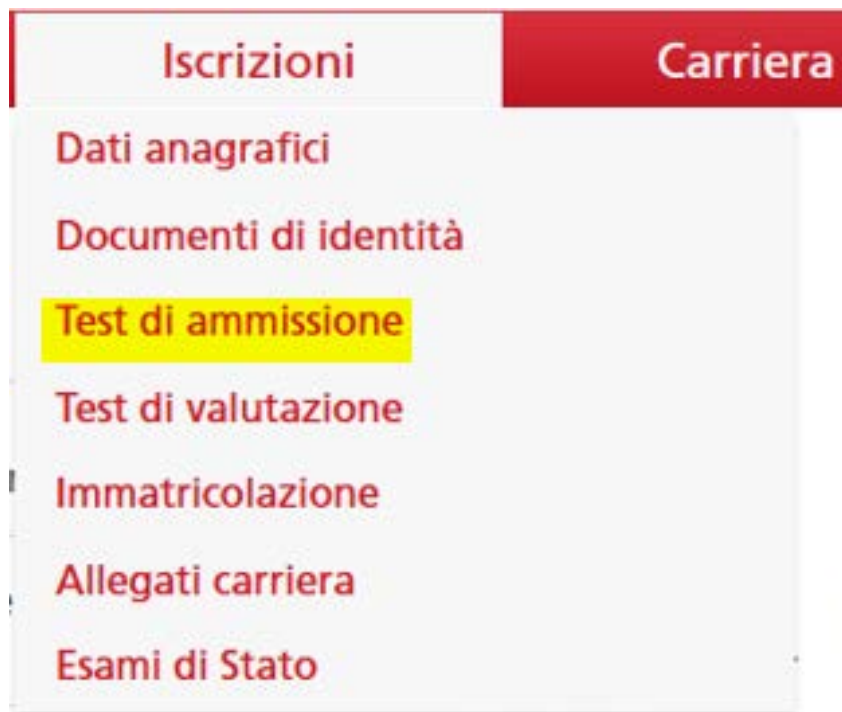 Iscrizioni Carriera
Dati anagrafici
Documenti di identità
Test di ammissione
Test di valutazione
Immatricolazione
Allegati carriera
Esami di Stato